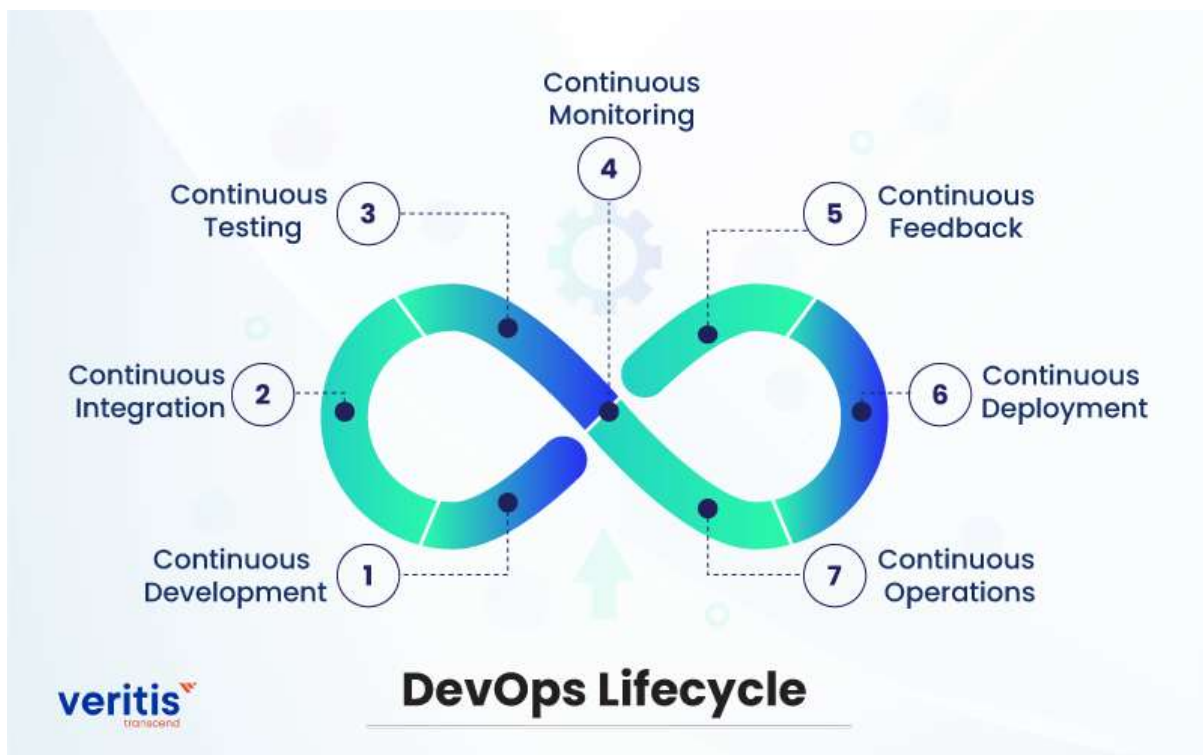 Continuous
Monitoring
4
Continuous
Testing
3
5
Continuous
Feedback
Continuous
Integration
2
6
Continuous
Deployment
Continuous
Development
1
7
Continuous
Operations
veritis
transcend
DevOps Lifecycle